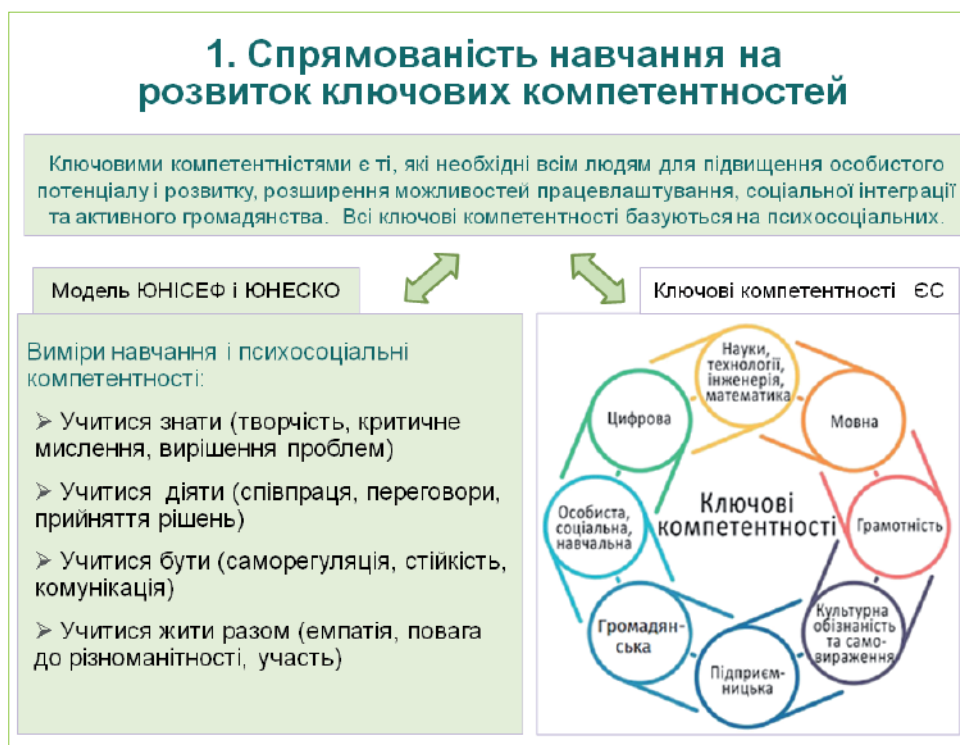 1. Спрямованість навчання на
розвиток ключових компетентностей
Ключовими компетентністями є ті, які необхідні всім людям для підвищення особистого
потенціалу і розвитку, розширення можливостей працевлаштування, соціальної інтеграції
та активного громадянства. Всі ключові компетентності базуються на психосоціальних.
Модель ЮНІСЕФ і ЮНЕСКО
Виміри навчання і психосоціальні
компетентності:
➢ Учитися знати (творчість, критичне
мислення, вирішення проблем)
➢ Учитися діяти (співпраця, переговори,
прийняття рішень)
➢ Учитися бути (саморегуляція, стійкість,
комунікація)
➢ Учитися жити разом (емпатія, повага
до різноманітності, участь)
Ключові компетентності ЄС
Науки,
технології,
інженерія,
математика
Мовна
Грамотність
Культурна
обізнаність
та само-
вираження
Підприєм-
ницька
Громадян-
ська
Особиста,
соціальна,
навчальна
Цифрова
Ключові
компетентності